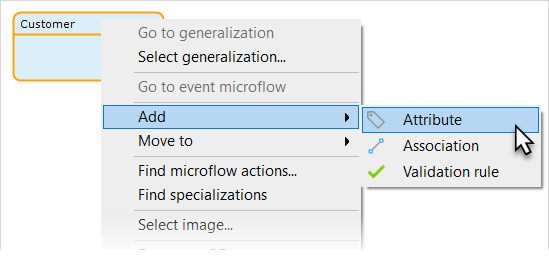 Customer
Go to generalization
Select generalization...
Go to event microflow
Add
Move to
Find microflow actions...
Find specializations
Select image...
Attribute
Association
Validation rule